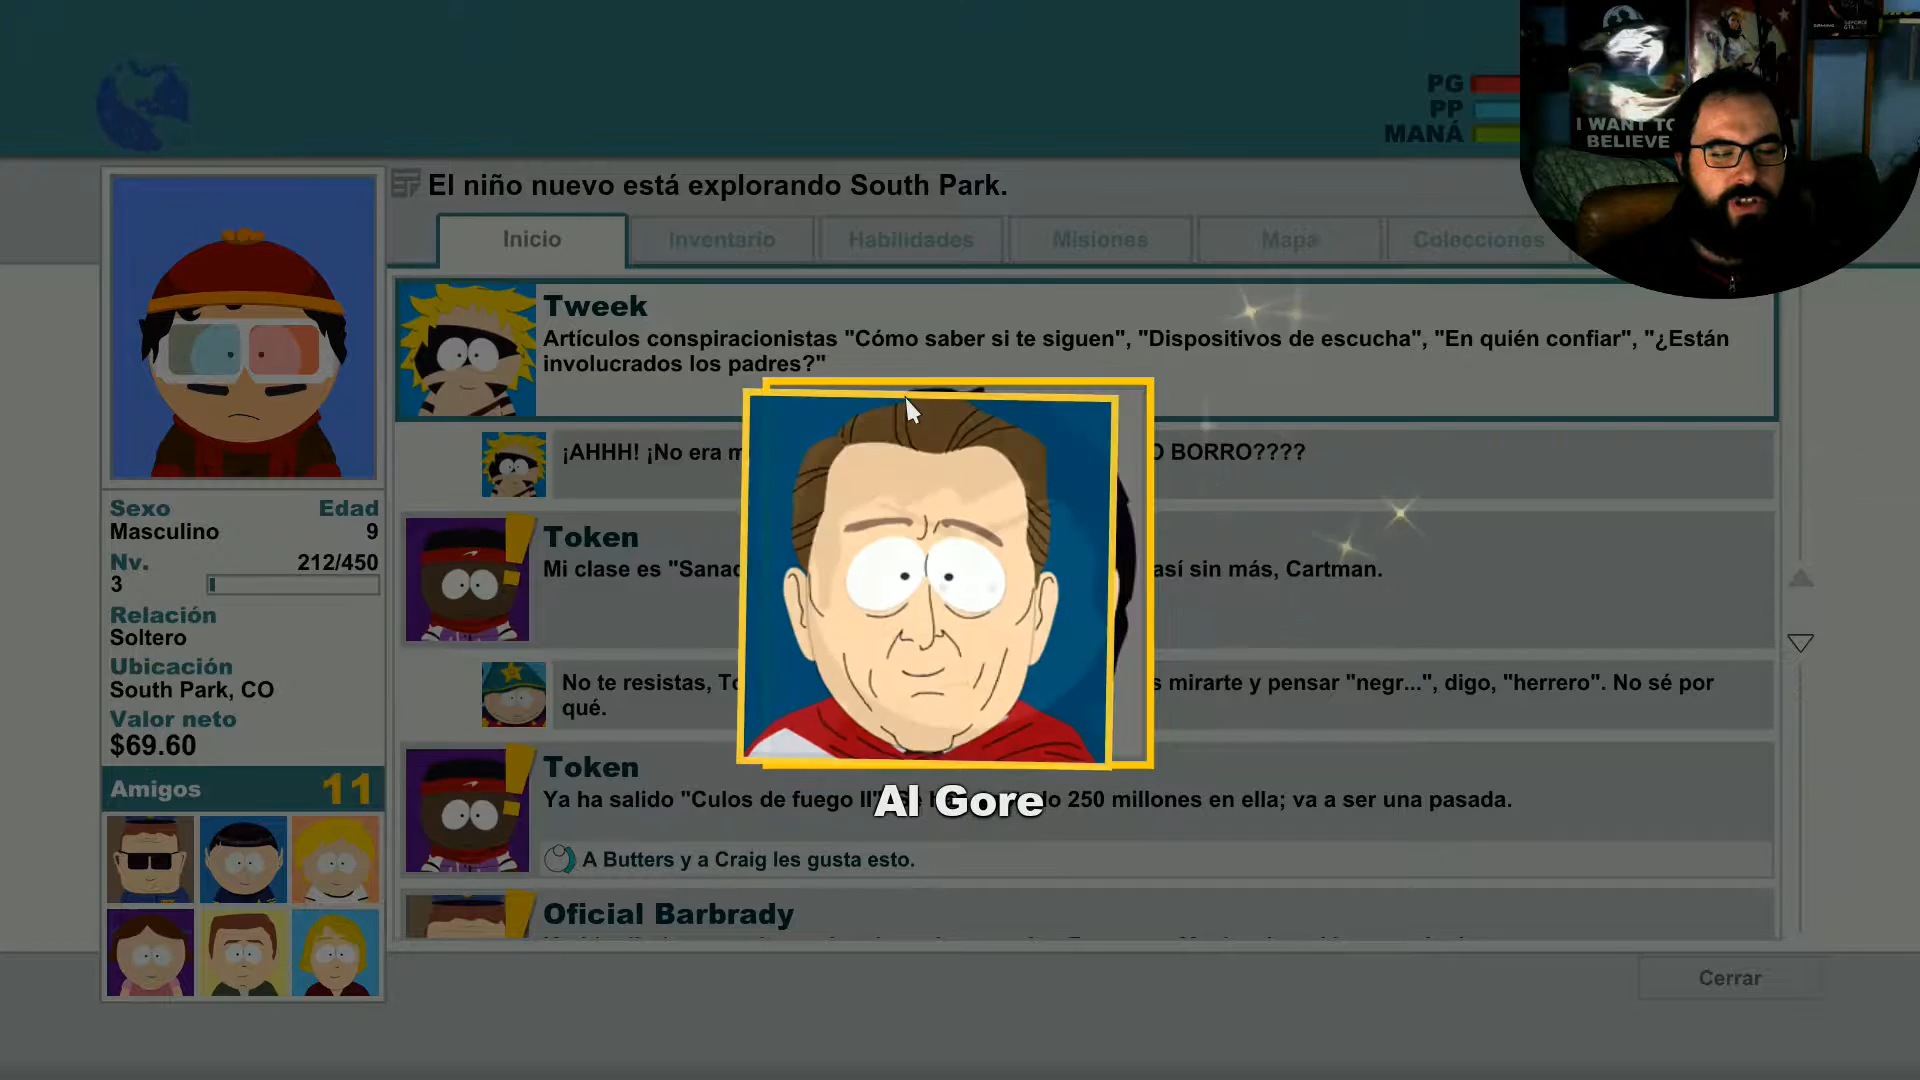 PG
PP
MANÁ
I WANT TO
BELIEVE
El niño nuevo está explorando South Park.
Inicio
Inventario
Habilidades
Misiones
Mapa
Colecciones
Tweek
Artículos conspiracionistas "Cómo saber si te siguen", "Dispositivos de escucha", "En quién confiar", "¿Están
involucrados los padres?"
¡AHHH! ¡No era m
O BORRO????
Token
Mi clase es "Sanad
así sin más, Cartman.
No te resistas, To
s mirarte y pensar "negr...", digo, "herrero". No sé por
qué.
Token
Ya ha salido "Culos de fuego II"
do 250 millones en ella; va a ser una pasada.
Al Gore
A Butters y a Craig les gusta esto.
Oficial Barbrady
Sexo
Edad
Masculino
9
Nv.
212/450
3
Relación
Soltero
Ubicación
South Park, CO
Valor neto
$69.60
Amigos
11
Cerrar